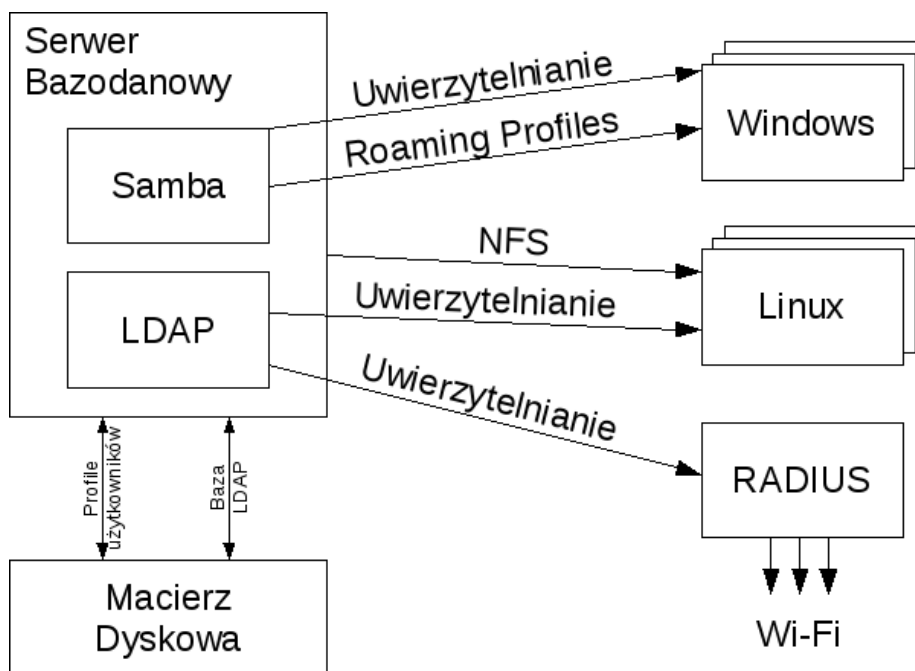 Serwer
Bazodanowy
Samba
LDAP
Uwierzytelnianie
Roaming Profiles
NFS
Uwierzytelnianie
Uwierzytelnianie
Windows
Linux
RADIUS
Wi-Fi
Profile
użytkowników
Baza
LDAP
Macierz
Dyskowa